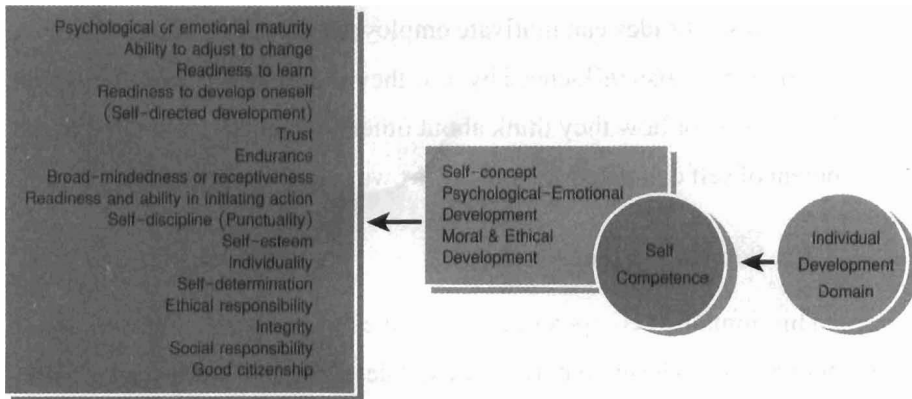 Psychological or emotional maturity
Ability to adjust to change
Readiness to learn
Readiness to develop oneself
(Self-directed development)
Trust
Endurance
Broad-mindedness or receptiveness
Readiness and ability in initiating action
Self-discipline (Punctuality)
Self-esteem
Individuality
Self-determination
Ethical responsibility
Integrity
Social responsibility
Good citizenship
Self-concept
Psychological-Emotional
Development
Moral & Ethical
Development
Self
Competence
Individual
Development
Domain